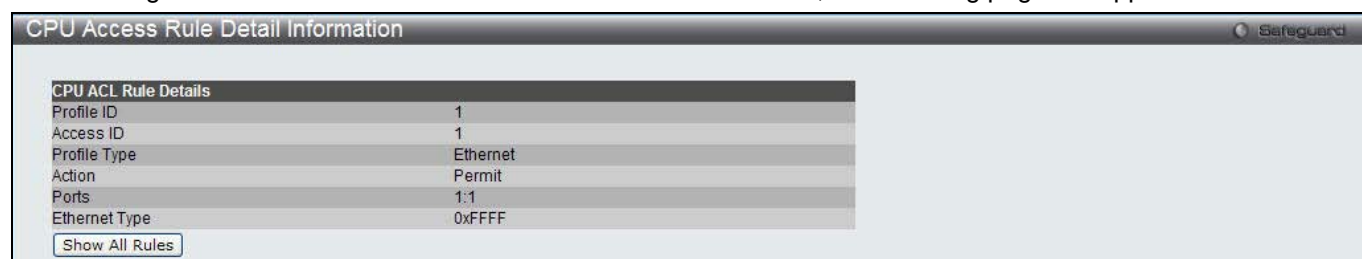 CPU Access Rule Detail Information
Safeguard
CPU ACL Rule Details
Profile ID 1
Access ID 1
Profile Type Ethernet
Action Permit
Ports 1:1
Ethernet Type 0xFFFF
Show All Rules